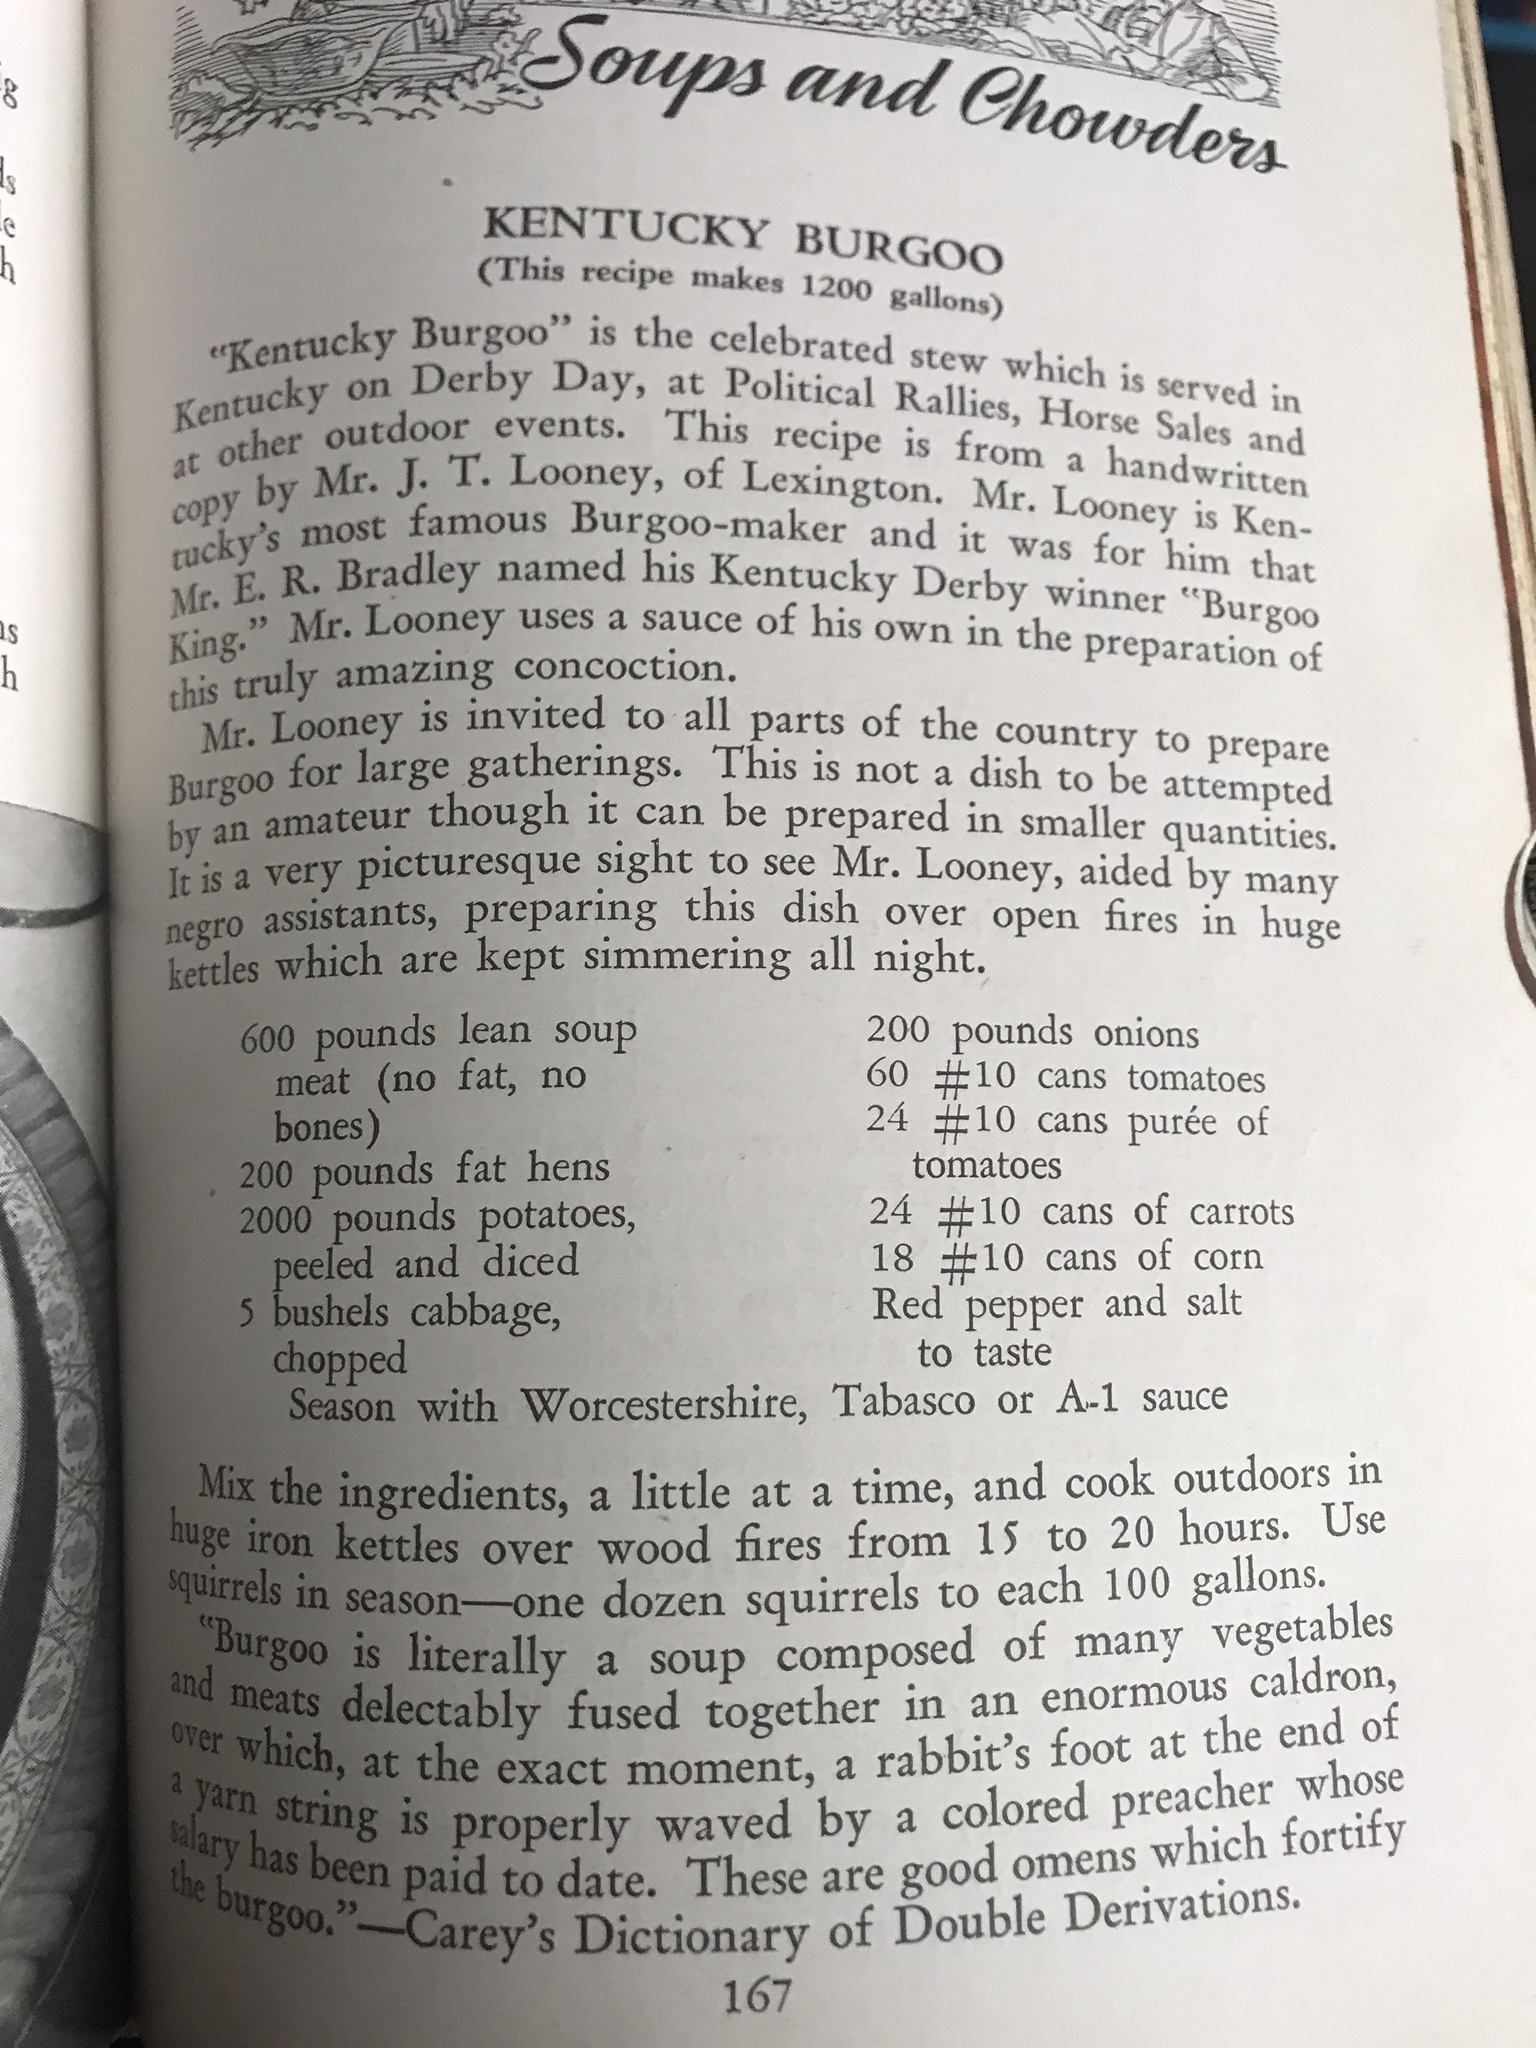 Soups and Chowders
KENTUCKY BURGOO
(This recipe makes 1200 gallons)
“Kentucky Burgoo” is the celebrated stew which is served in
Kentucky on Derby Day, at Political Rallies, Horse Sales and
at other outdoor events. This recipe is from a handwritten
copy by Mr. J. T. Looney, of Lexington. Mr. Looney is Ken-
tucky’s most famous Burgoo-maker and it was for him that
Mr. E. R. Bradley named his Kentucky Derby winner “Burgoo
King.” Mr. Looney uses a sauce of his own in the preparation of
this truly amazing concoction.
Mr. Looney is invited to all parts of the country to prepare
Burgoo for large gatherings. This is not a dish to be attempted
by an amateur though it can be prepared in smaller quantities.
It is a very picturesque sight to see Mr. Looney, aided by many
negro assistants, preparing this dish over open fires in huge
kettles which are kept simmering all night.
600 pounds lean soup
meat (no fat, no
bones)
200 pounds fat hens
2000 pounds potatoes,
peeled and diced
5 bushels cabbage,
chopped
200 pounds onions
60 #10 cans tomatoes
24 #10 cans purée of
tomatoes
24 #10 cans of carrots
18 #10 cans of corn
Red pepper and salt
to taste
Season with Worcestershire, Tabasco or A-1 sauce
Mix the ingredients, a little at a time, and cook outdoors in
huge iron kettles over wood fires from 15 to 20 hours. Use
squirrels in season—one dozen squirrels to each 100 gallons.
“Burgoo is literally a soup composed of many vegetables
and meats delectably fused together in an enormous caldron,
over which, at the exact moment, a rabbit’s foot at the end of
a yarn string is properly waved by a colored preacher whose
salary has been paid to date. These are good omens which fortify
the burgoo.”—Carey’s Dictionary of Double Derivations.
167